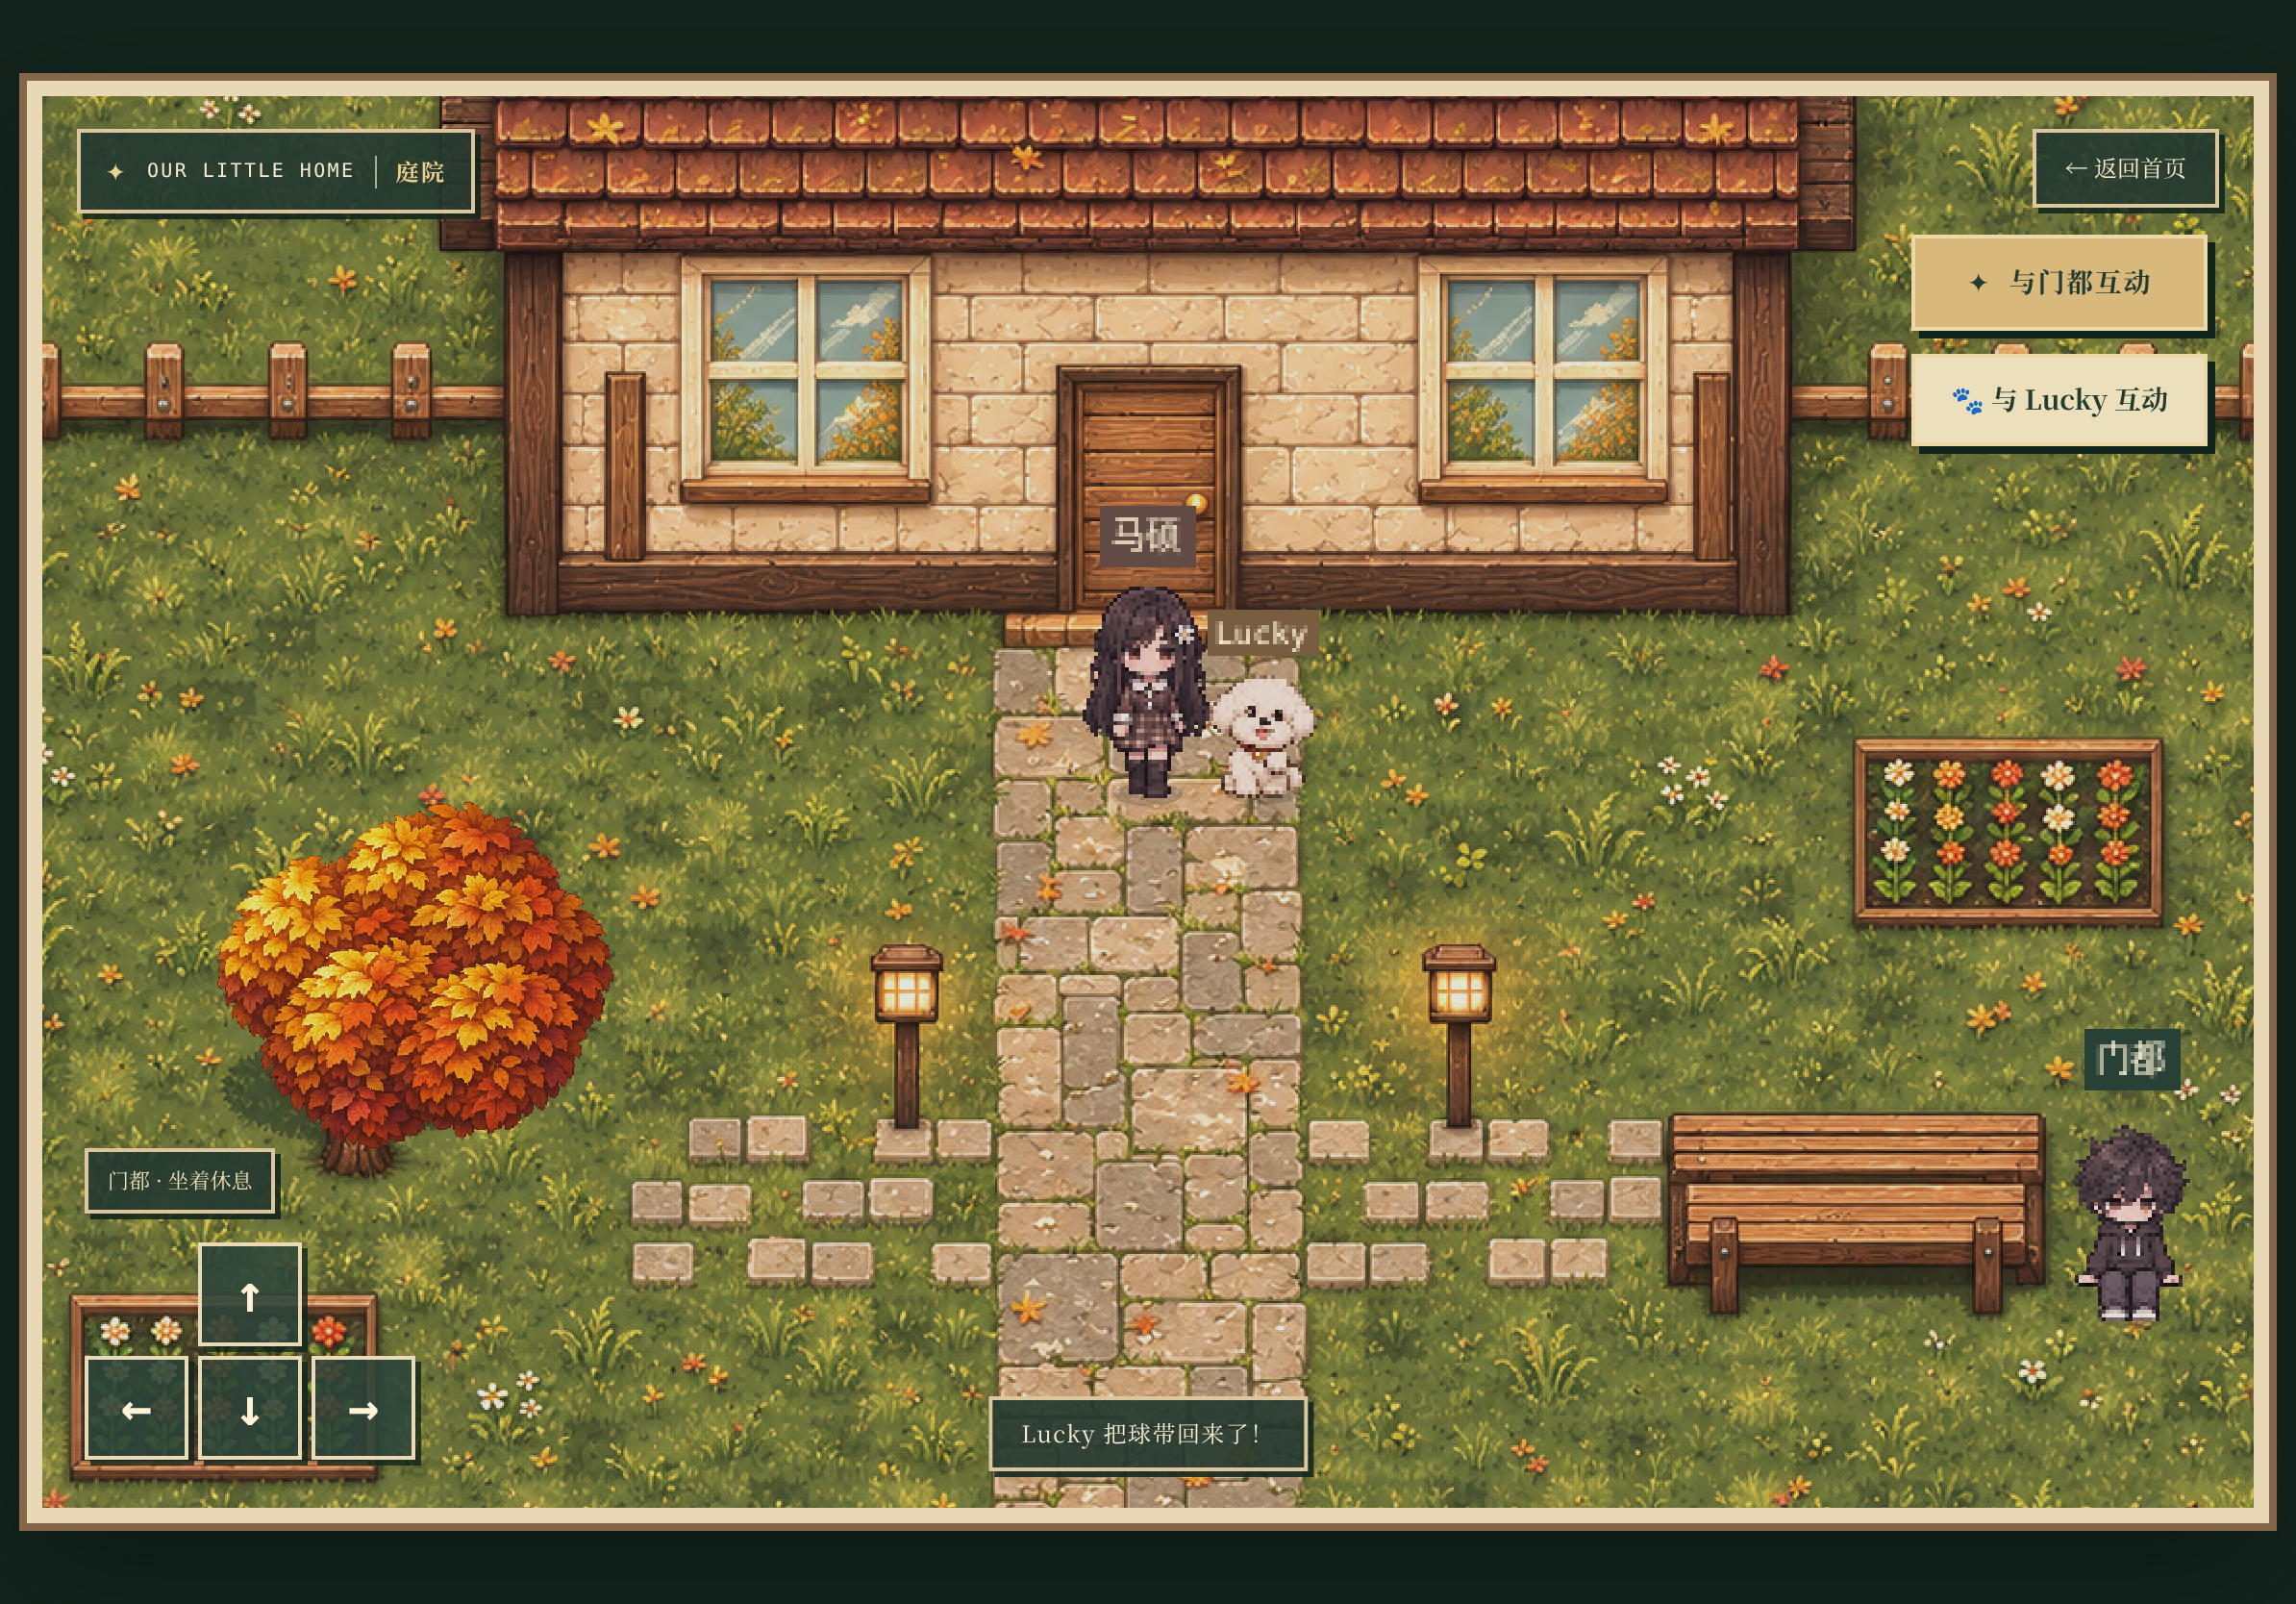 ✦ OUR LITTLE HOME | 庭院
← 返回首页
✦ 与门都互动
🐾 与 Lucky 互动
马硕
Lucky
门都
门都 · 坐着休息
↑
← ↓ →
Lucky 把球带回来了！